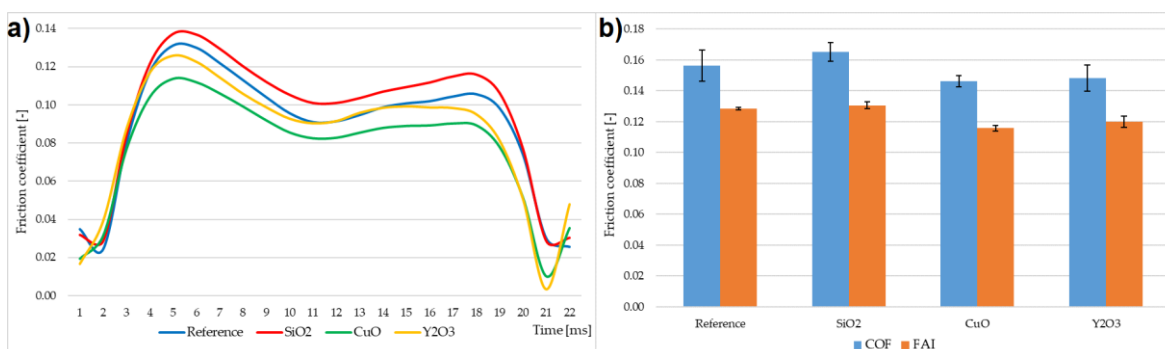 a)
Friction coefficient [-]
0.14
0.12
0.10
0.08
0.06
0.04
0.02
0.00
1 2 3 4 5 6 7 8 9 10 11 12 13 14 15 16 17 18 19 20 21 22
Reference SiO2 CuO Y2O3 Time [ms]
b)
Friction coefficient [-]
0.18
0.16
0.14
0.12
0.10
0.08
0.06
0.04
0.02
0.00
Reference SiO2 CuO Y2O3
COF FAI